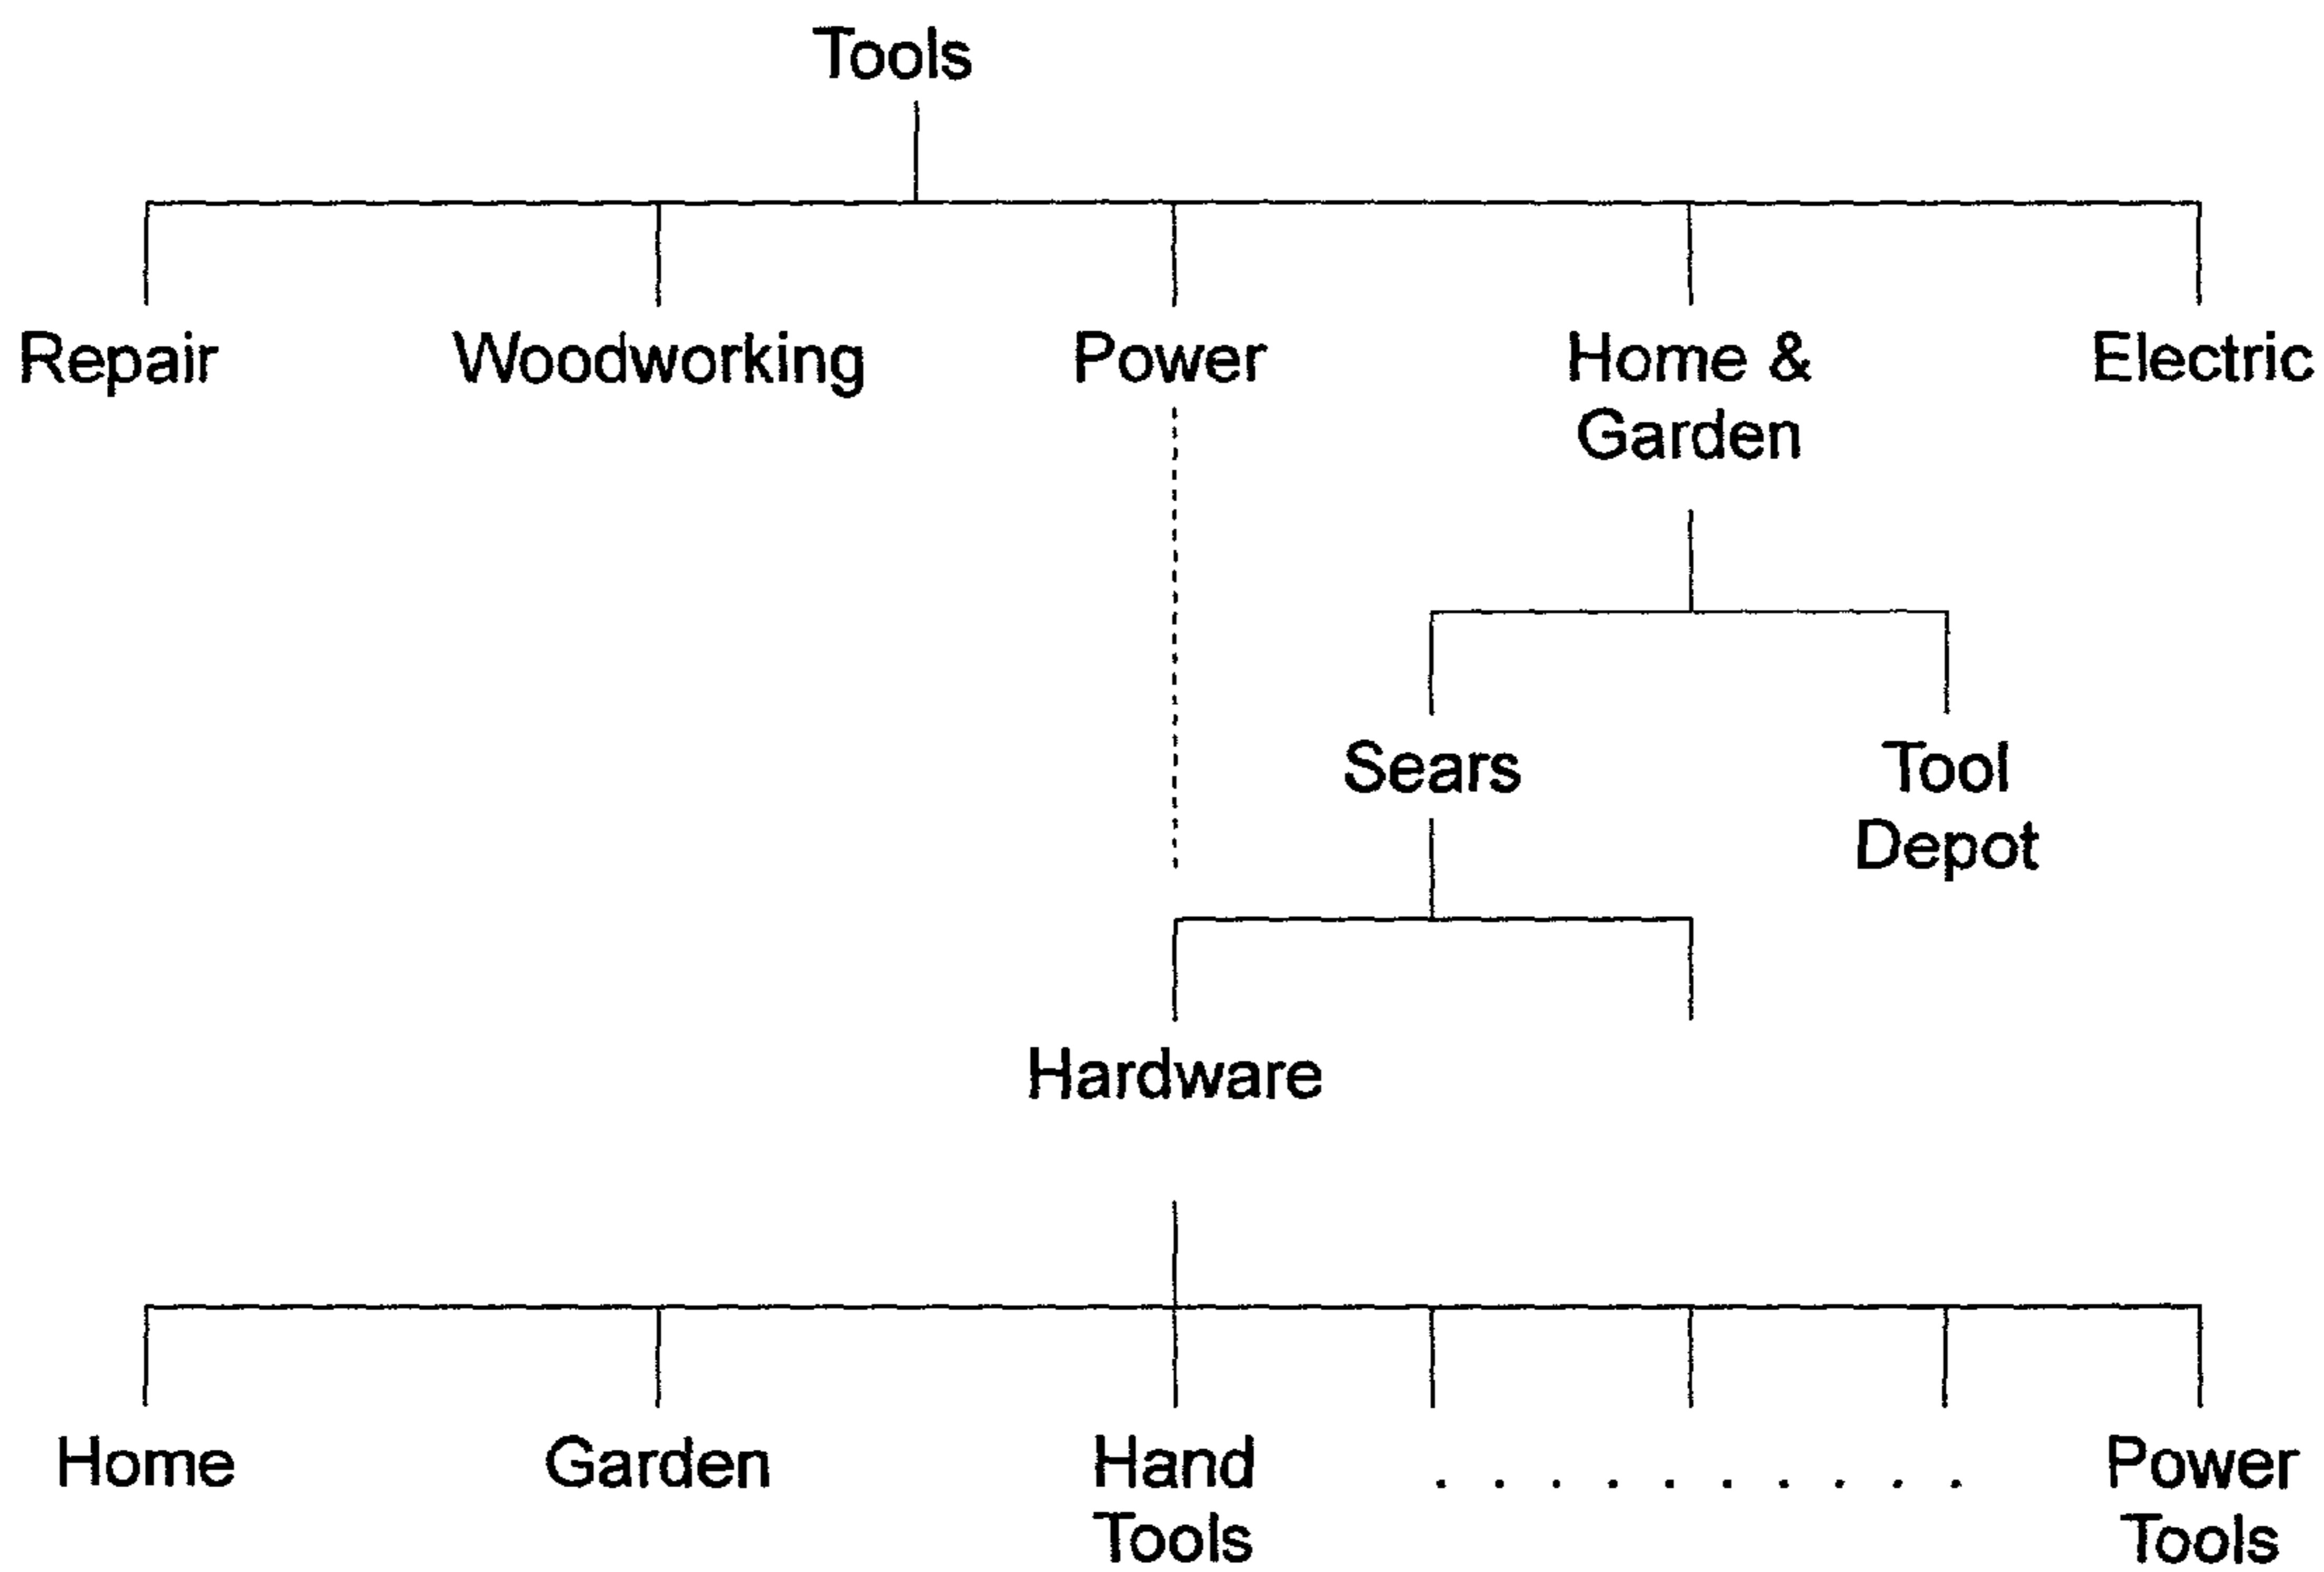 Tools
Repair
Woodworking
Power
Home &
Garden
Electric
Sears
Tool
Depot
Hardware
Home
Garden
Hand
Tools
. . . . . . . . . .
Power
Tools